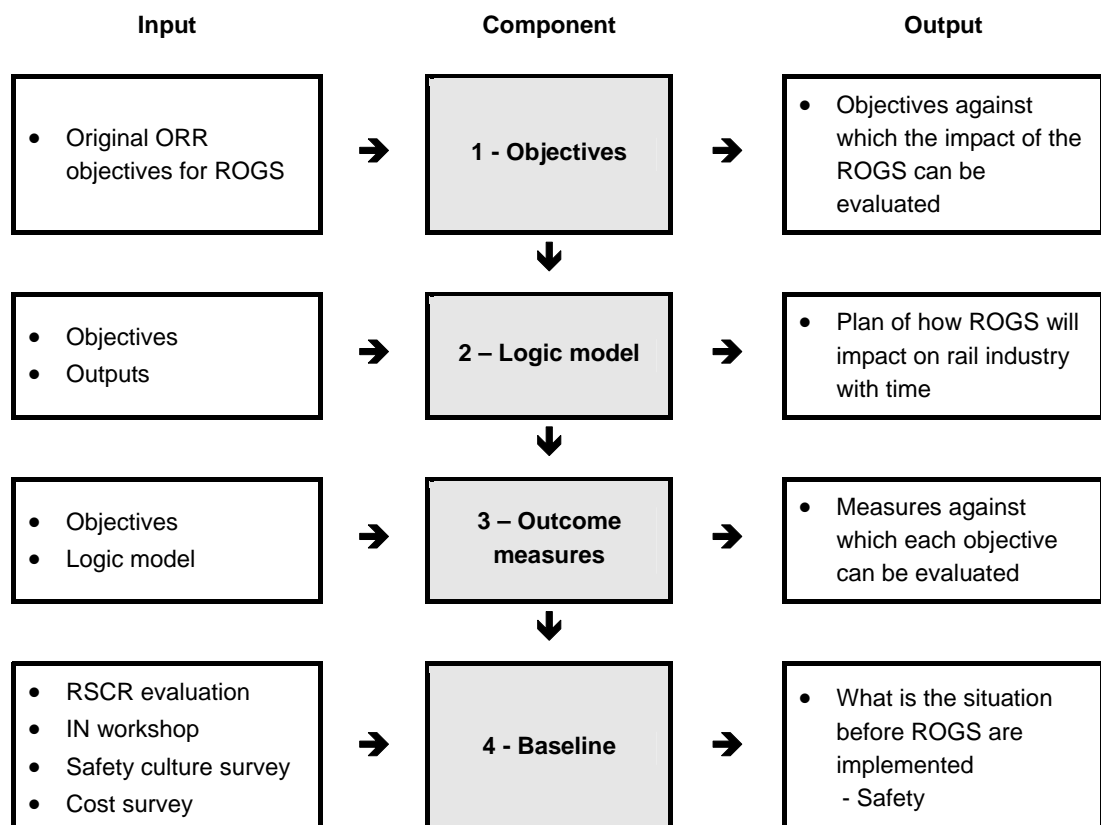 Input Component Output
• Original ORR
objectives for ROGS
1 - Objectives
• Objectives against
which the impact of the
ROGS can be
evaluated
• Objectives
• Outputs
2 – Logic model
• Plan of how ROGS will
impact on rail industry
with time
• Objectives
• Logic model
3 – Outcome
measures
• Measures against
which each objective
can be evaluated
• RSCR evaluation
• IN workshop
• Safety culture survey
• Cost survey
4 - Baseline
• What is the situation
before ROGS are
implemented
- Safety